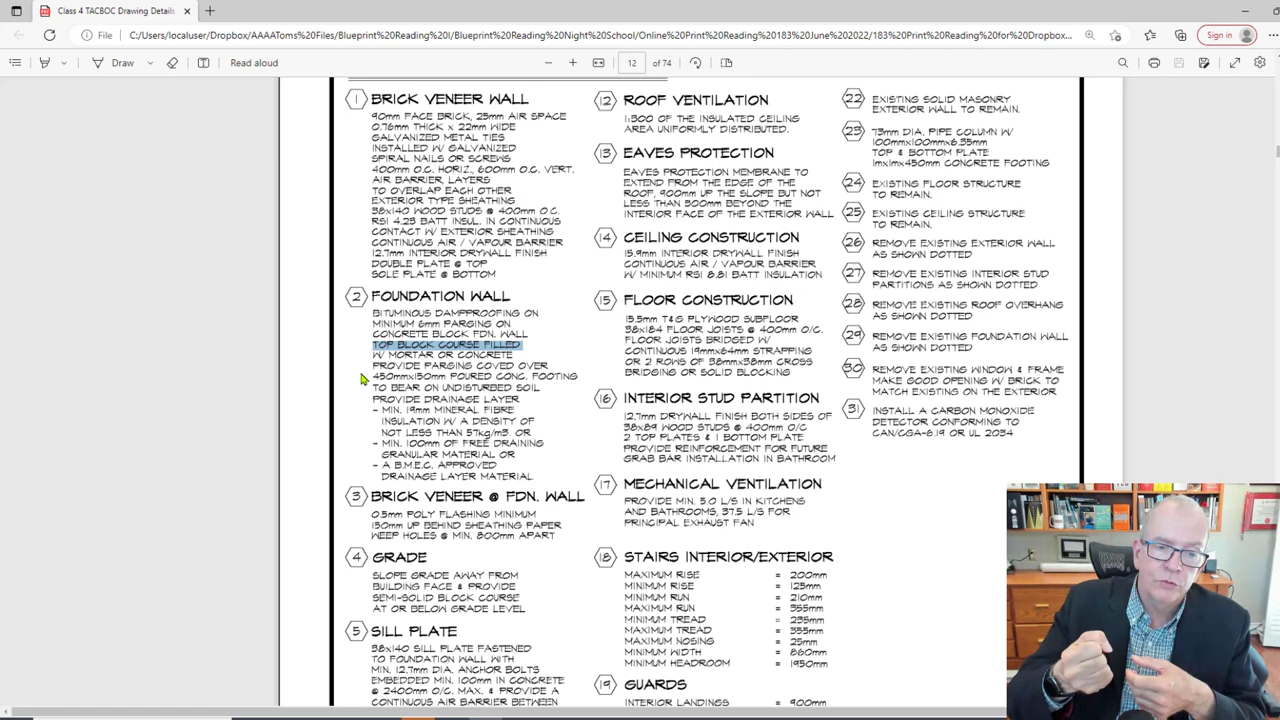 Class 4 TACBOC Drawing Details
File
C:/Users/localuser/Dropbox/AAAAToms%20Files/Blueprint%20Reading%20I/Blueprint%20Reading%20Night%20School/Online%20Print%20Reading%20183%20June%202022/183%20Print%20Reading%20for%20Dropbox...
Sign in
Draw
Read aloud
12 of 74
1 BRICK VENEER WALL
90mm FACE BRICK, 25mm AIR SPACE
0.76mm THICK x 22mm WIDE
GALVANIZED METAL TIES
INSTALLED W/ GALVANIZED
SPIRAL NAILS OR SCREWS
400mm O.C. HORIZ., 600mm O.C. VERT.
AIR BARRIER LAYERS
TO OVERLAP EACH OTHER
EXTERIOR TYPE SHEATHING
38x140 WOOD STUDS @ 400mm O.C.
RSI 4.23 BATT INSUL. IN CONTINUOUS
CONTACT W/ EXTERIOR SHEATHING
CONTINUOUS AIR / VAPOUR BARRIER
12.7mm INTERIOR DRYWALL FINISH
DOUBLE PLATE @ TOP
SOLE PLATE @ BOTTOM
2 FOUNDATION WALL
BITUMINOUS DAMPPROOFING ON
MINIMUM 6mm PARGING ON
CONCRETE BLOCK FDN. WALL
TOP BLOCK COURSE FILLED
W/ MORTAR OR CONCRETE
PROVIDE PARGING COVED OVER
450mmx150mm POURED CONC. FOOTING
TO BEAR ON UNDISTURBED SOIL
PROVIDE DRAINAGE LAYER
- MIN. 19mm MINERAL FIBRE
INSULATION W/ A DENSITY OF
NOT LESS THAN 57kg/m3. OR
- MIN. 100mm OF FREE DRAINING
GRANULAR MATERIAL OR
- A B.M.E.C. APPROVED
DRAINAGE LAYER MATERIAL
3 BRICK VENEER @ FDN. WALL
0.5mm POLY FLASHING MINIMUM
150mm UP BEHIND SHEATHING PAPER
WEEP HOLES @ MIN. 800mm APART
4 GRADE
SLOPE GRADE AWAY FROM
BUILDING FACE & PROVIDE
SEMI-SOLID BLOCK COURSE
AT OR BELOW GRADE LEVEL
5 SILL PLATE
38x140 SILL PLATE FASTENED
TO FOUNDATION WALL WITH
MIN. 12.7mm DIA. ANCHOR BOLTS
EMBEDDED MIN. 100mm IN CONCRETE
@ 2400mm O/C. MAX. & PROVIDE A
CONTINUOUS AIR BARRIER BETWEEN
12 ROOF VENTILATION
1:300 OF THE INSULATED CEILING
AREA UNIFORMLY DISTRIBUTED.
13 EAVES PROTECTION
EAVES PROTECTION MEMBRANE TO
EXTEND FROM THE EDGE OF THE
ROOF, 900mm UP THE SLOPE BUT NOT
LESS THAN 300mm BEYOND THE
INTERIOR FACE OF THE EXTERIOR WALL
14 CEILING CONSTRUCTION
15.9mm INTERIOR DRYWALL FINISH
CONTINUOUS AIR / VAPOUR BARRIER
W/ MINIMUM RSI 8.81 BATT INSULATION
15 FLOOR CONSTRUCTION
15.5mm T&G PLYWOOD SUBFLOOR
38x184 FLOOR JOISTS @ 400mm O/C.
FLOOR JOISTS BRIDGED W/
CONTINUOUS 19mmx64mm STRAPPING
OR 2 ROWS OF 38mmx38mm CROSS
BRIDGING OR SOLID BLOCKING
16 INTERIOR STUD PARTITION
12.7mm DRYWALL FINISH BOTH SIDES OF
38x89 WOOD STUDS @ 400mm O/C
2 TOP PLATES & 1 BOTTOM PLATE
PROVIDE REINFORCEMENT FOR FUTURE
GRAB BAR INSTALLATION IN BATHROOM
17 MECHANICAL VENTILATION
PROVIDE MIN. 5.0 L/S IN KITCHENS
AND BATHROOMS, 37.5 L/S FOR
PRINCIPAL EXHAUST FAN
18 STAIRS INTERIOR/EXTERIOR
MAXIMUM RISE = 200mm
MINIMUM RISE = 125mm
MINIMUM RUN = 210mm
MAXIMUM RUN = 355mm
MINIMUM TREAD = 235mm
MAXIMUM TREAD = 355mm
MAXIMUM NOSING = 25mm
MINIMUM WIDTH = 860mm
MINIMUM HEADROOM = 1950mm
19 GUARDS
INTERIOR LANDINGS = 900mm
22 EXISTING SOLID MASONRY
EXTERIOR WALL TO REMAIN.
23 73mm DIA. PIPE COLUMN W/
100mmx100mmx6.35mm
TOP & BOTTOM PLATE
1mx1mx450mm CONCRETE FOOTING
24 EXISTING FLOOR STRUCTURE
TO REMAIN.
25 EXISTING CEILING STRUCTURE
TO REMAIN.
26 REMOVE EXISTING EXTERIOR WALL
AS SHOWN DOTTED
27 REMOVE EXISTING INTERIOR STUD
PARTITIONS AS SHOWN DOTTED
28 REMOVE EXISTING ROOF OVERHANG
AS SHOWN DOTTED
29 REMOVE EXISTING FOUNDATION WALL
AS SHOWN DOTTED
30 REMOVE EXISTING WINDOW & FRAME
MAKE GOOD OPENING W/ BRICK TO
MATCH EXISTING ON THE EXTERIOR
31 INSTALL A CARBON MONOXIDE
DETECTOR CONFORMING TO
CAN/CGA-6.19 OR UL 2034